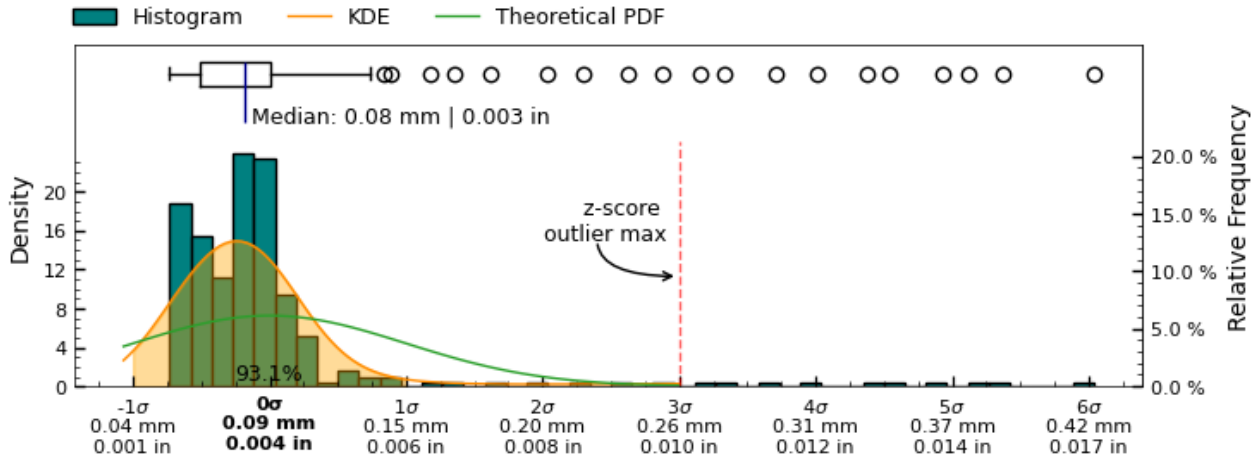 Histogram KDE Theoretical PDF
Median: 0.08 mm | 0.003 in
Density
20
16
12
8
4
0
z-score
outlier max
93.1%
20.0 %
15.0 %
10.0 %
5.0 %
0.0 %
Relative Frequency
-1σ 0σ 1σ 2σ 3σ 4σ 5σ 6σ
0.04 mm 0.09 mm 0.15 mm 0.20 mm 0.26 mm 0.31 mm 0.37 mm 0.42 mm
0.001 in 0.004 in 0.006 in 0.008 in 0.010 in 0.012 in 0.014 in 0.017 in